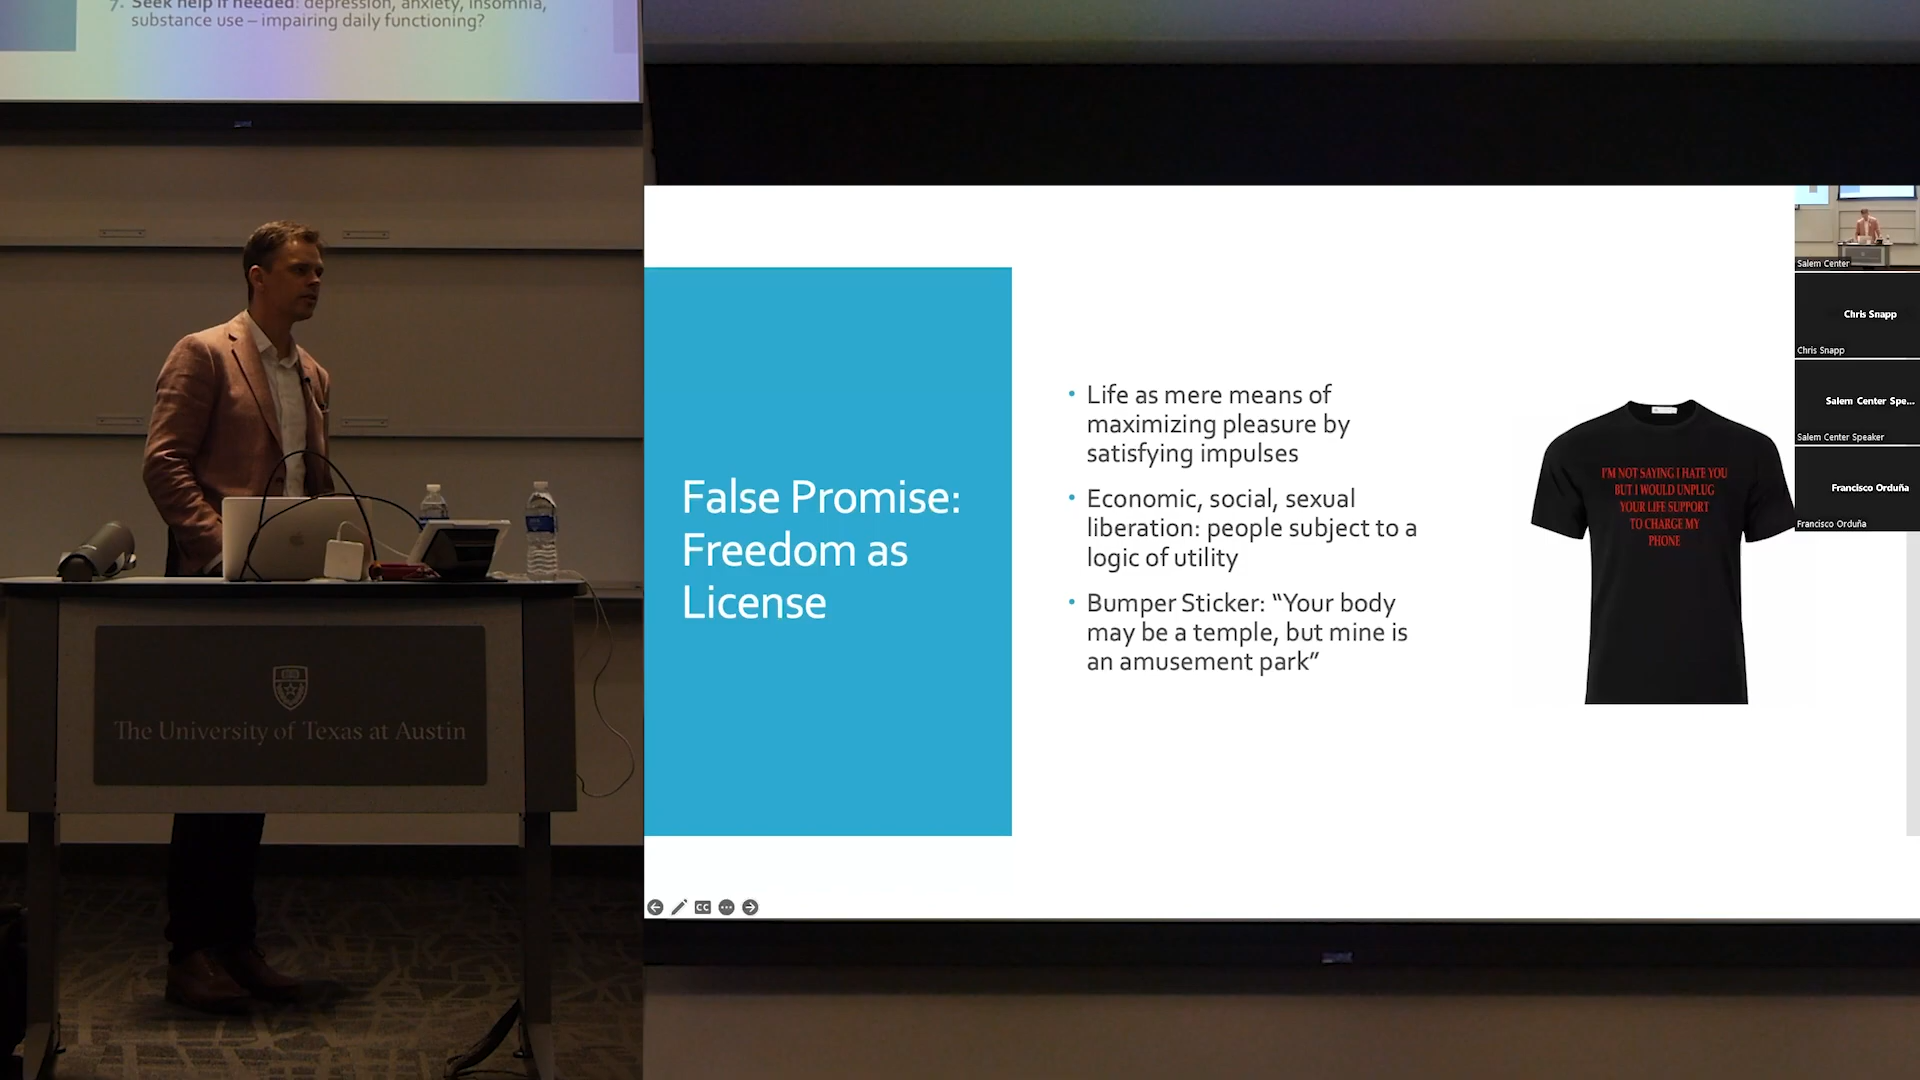 7. Seek help if needed: depression, anxiety, insomnia,
substance use – impairing daily functioning?
The University of Texas at Austin
False Promise:
Freedom as
License
• Life as mere means of
maximizing pleasure by
satisfying impulses
• Economic, social, sexual
liberation: people subject to a
logic of utility
• Bumper Sticker: “Your body
may be a temple, but mine is
an amusement park”
I'M NOT SAYING I HATE YOU
BUT I WOULD UNPLUG
YOUR LIFE SUPPORT
TO CHARGE MY
PHONE
Salem Center
Chris Snapp
Chris Snapp
Salem Center Spe...
Salem Center Speaker
Francisco Orduña
Francisco Orduña
CC